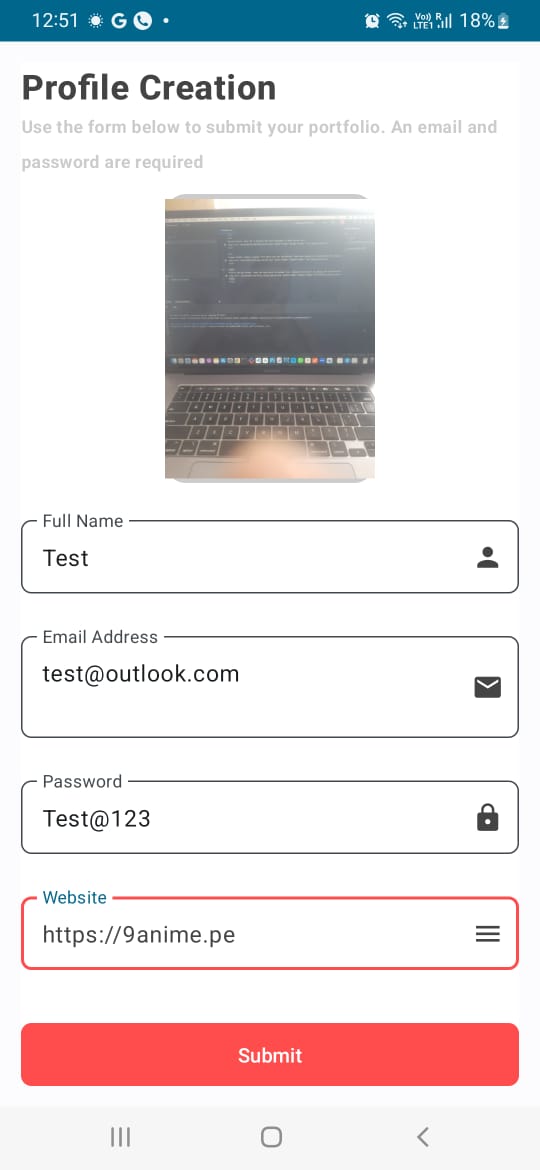 12:51
Vo)) R
LTE1
18%
Profile Creation
Use the form below to submit your portfolio. An email and
password are required
Full Name
Test
Email Address
test@outlook.com
Password
Test@123
Website
https://9anime.pe
Submit